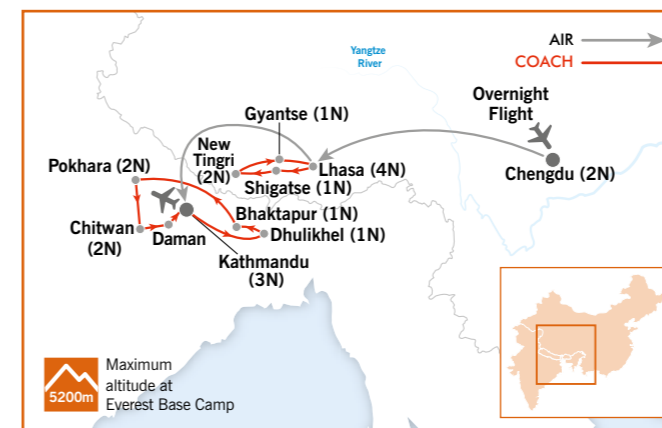 AIR
COACH
Yangtze
River
Overnight
Flight
Gyantse (1N)
New
Tingri
(2N)
Lhasa (4N)
Chengdu (2N)
Pokhara (2N)
Shigatse (1N)
Bhaktapur (1N)
Chitwan
(2N)
Daman
Dhulikhel (1N)
Kathmandu
(3N)
5200m
Maximum
altitude at
Everest Base Camp